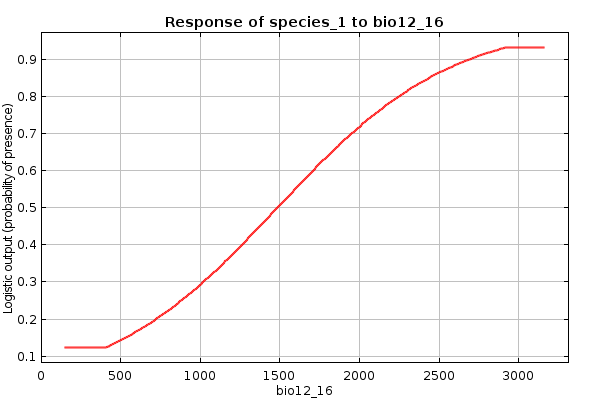 Response of species_1 to bio12_16
Logistic output (probability of presence)
0.9
0.8
0.7
0.6
0.5
0.4
0.3
0.2
0.1
0 500 1000 1500 2000 2500 3000
bio12_16